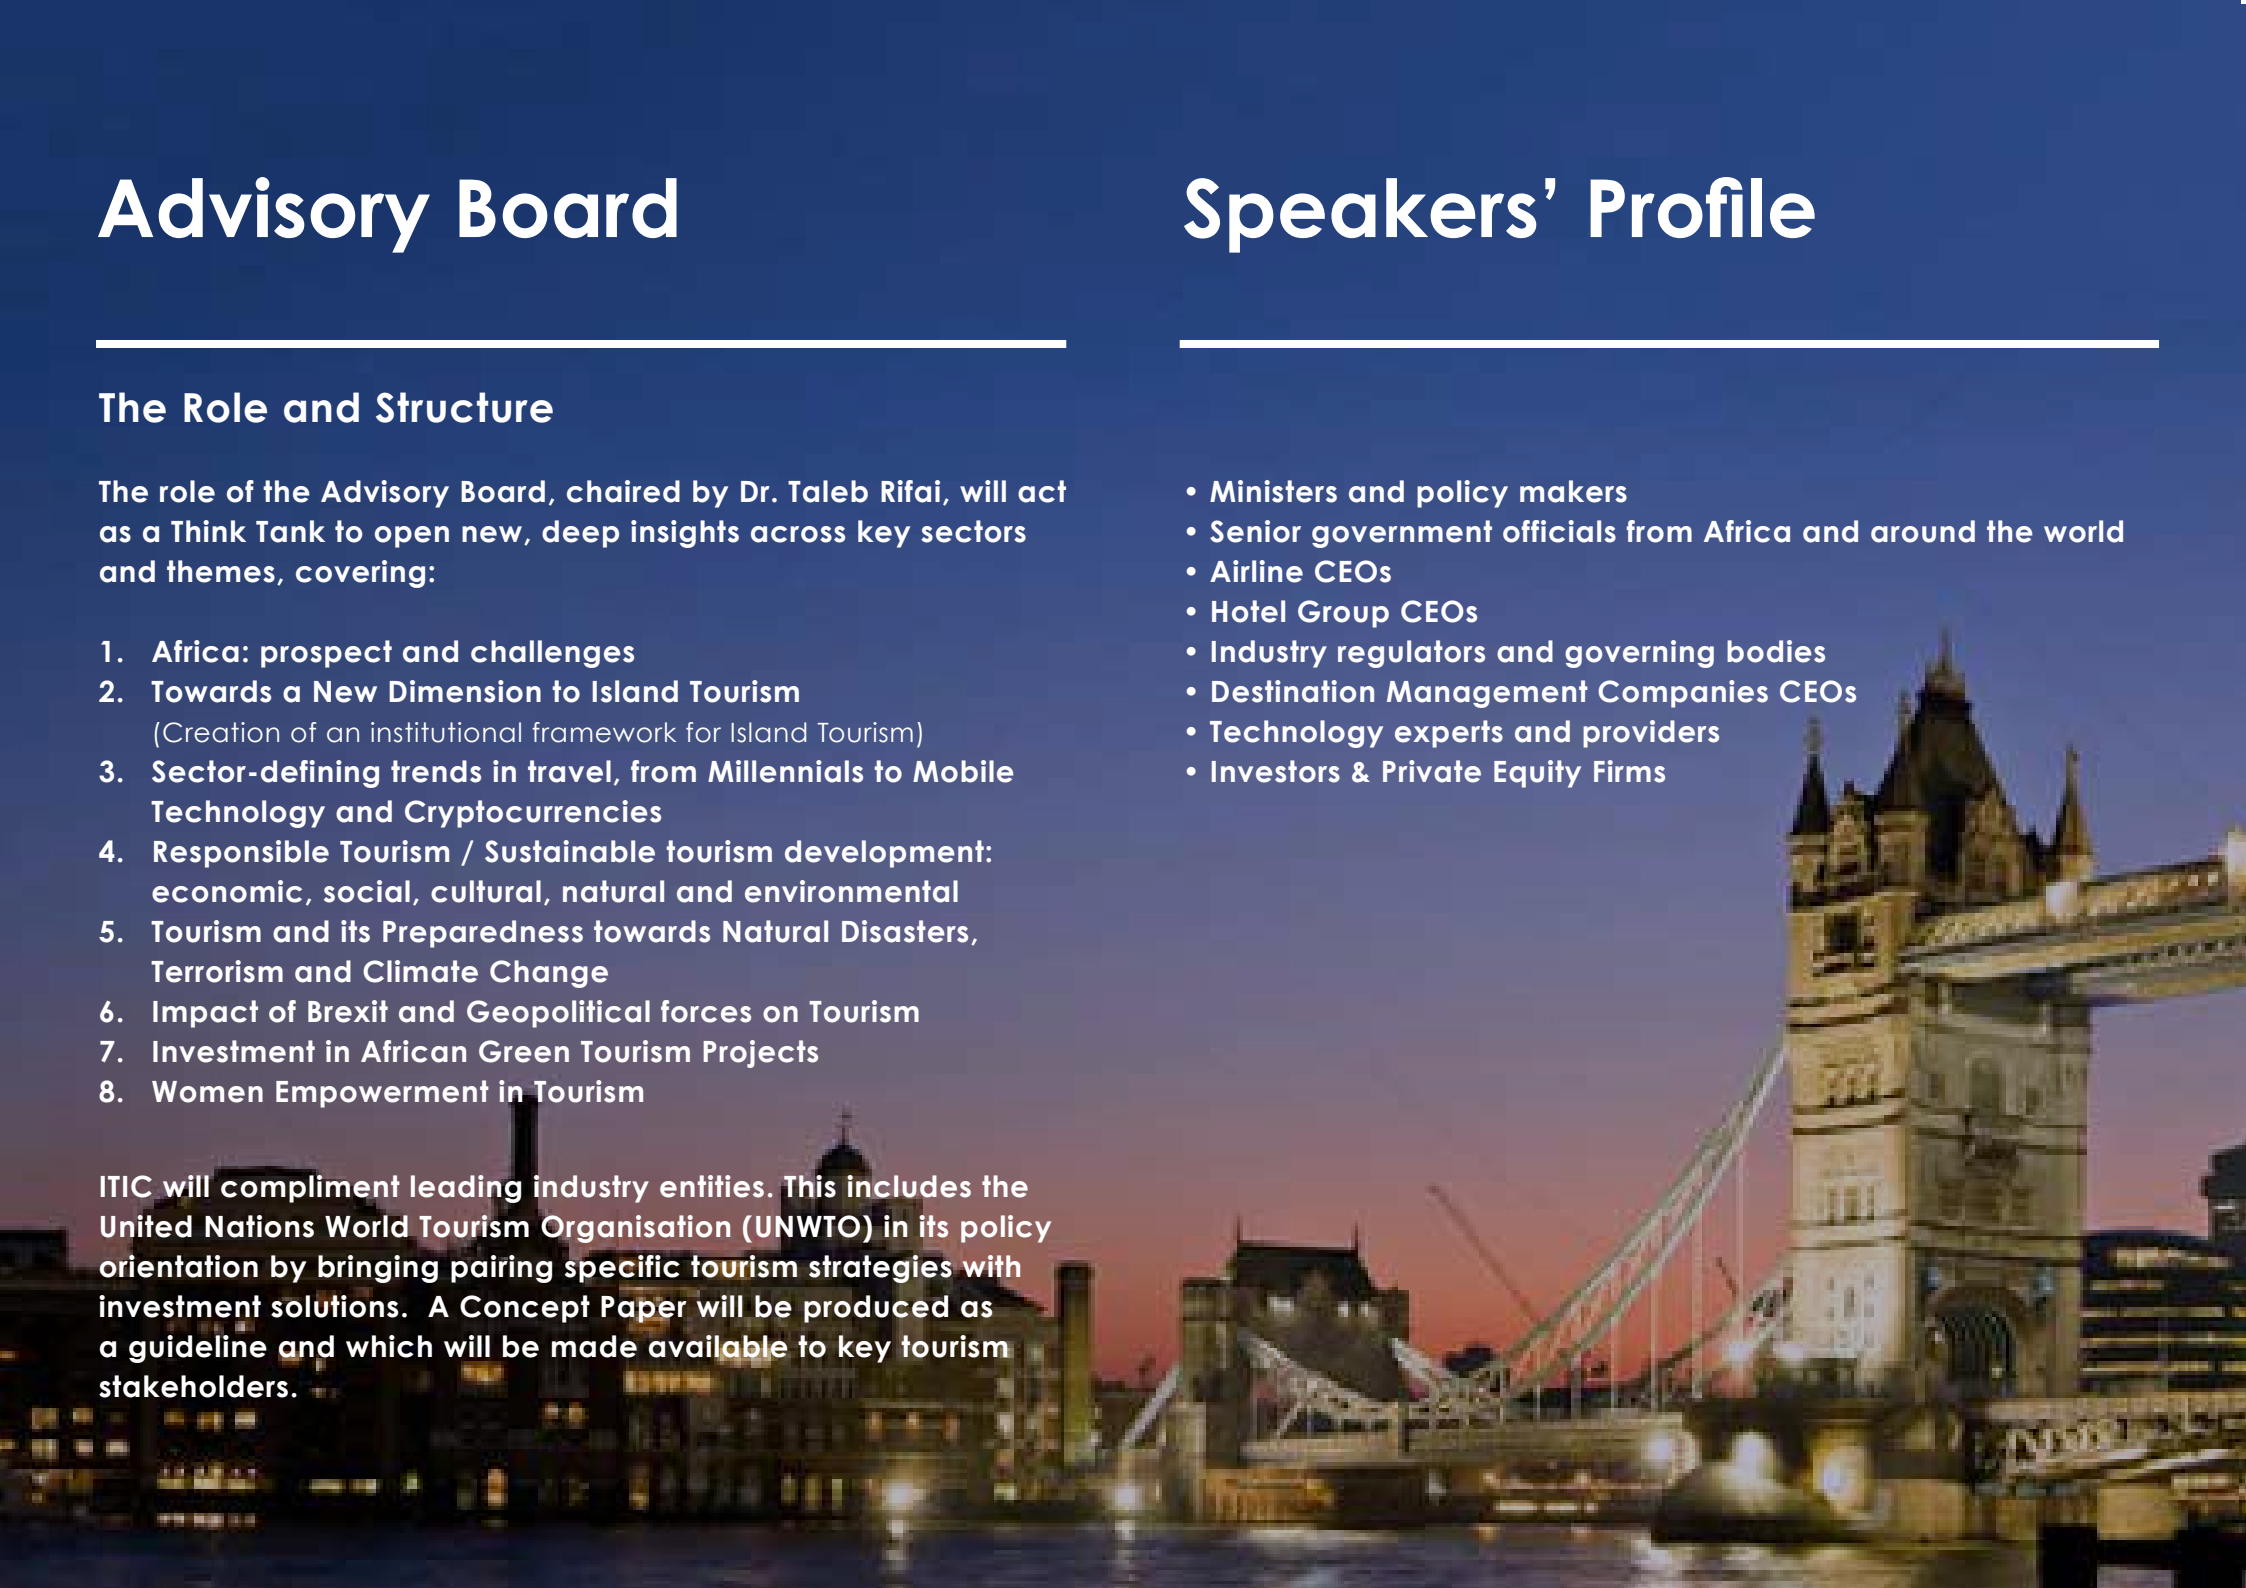 Advisory Board
The Role and Structure
The role of the Advisory Board, chaired by Dr. Taleb Rifai, will act
as a Think Tank to open new, deep insights across key sectors
and themes, covering:
1. Africa: prospect and challenges
2. Towards a New Dimension to Island Tourism
(Creation of an institutional framework for Island Tourism)
3. Sector-defining trends in travel, from Millennials to Mobile
Technology and Cryptocurrencies
4. Responsible Tourism / Sustainable tourism development:
economic, social, cultural, natural and environmental
5. Tourism and its Preparedness towards Natural Disasters,
Terrorism and Climate Change
6. Impact of Brexit and Geopolitical forces on Tourism
7. Investment in African Green Tourism Projects
8. Women Empowerment in Tourism
ITIC will compliment leading industry entities. This includes the
United Nations World Tourism Organisation (UNWTO) in its policy
orientation by bringing pairing specific tourism strategies with
investment solutions.  A Concept Paper will be produced as
a guideline and which will be made available to key tourism
stakeholders.
Speakers’ Profile
• Ministers and policy makers
• Senior government officials from Africa and around the world
• Airline CEOs
• Hotel Group CEOs
• Industry regulators and governing bodies
• Destination Management Companies CEOs
• Technology experts and providers
• Investors & Private Equity Firms